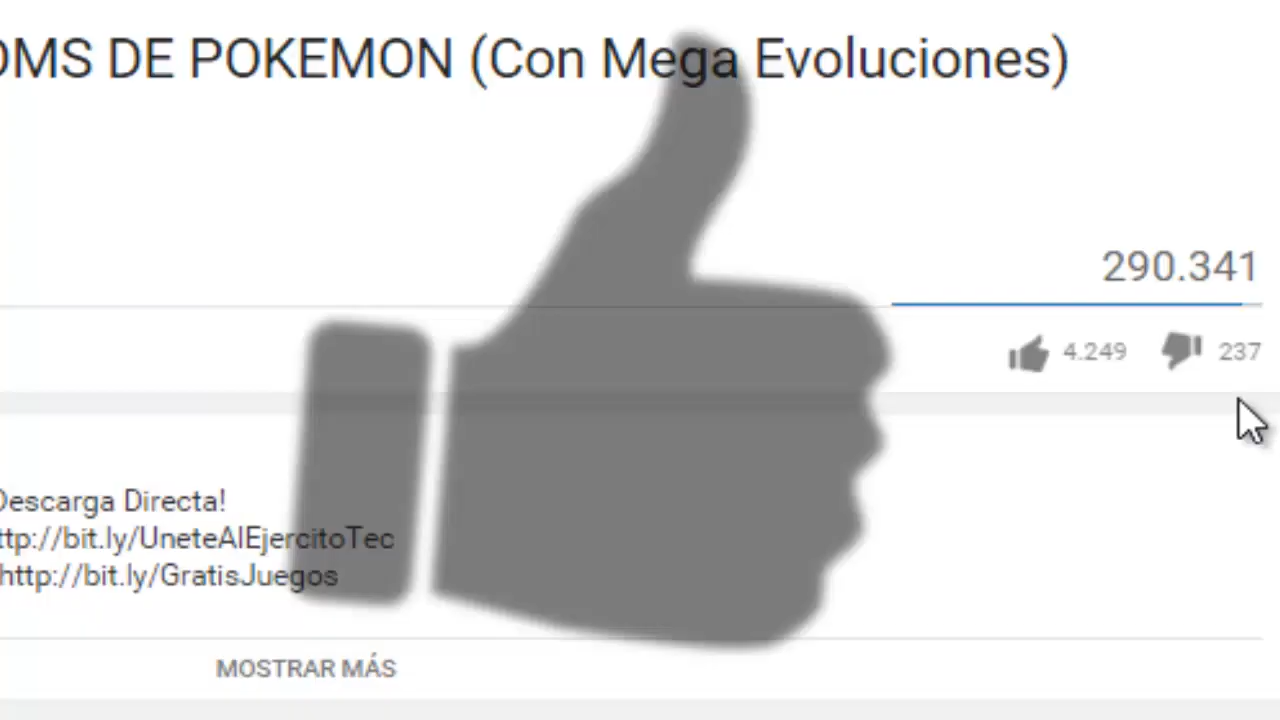 OMS DE POKEMON (Con Mega Evoluciones)
290.341
4.249 237
Descarga Directa!
ttp://bit.ly/UneteAlEjercitoTec
http://bit.ly/GratisJuegos
MOSTRAR MÁS